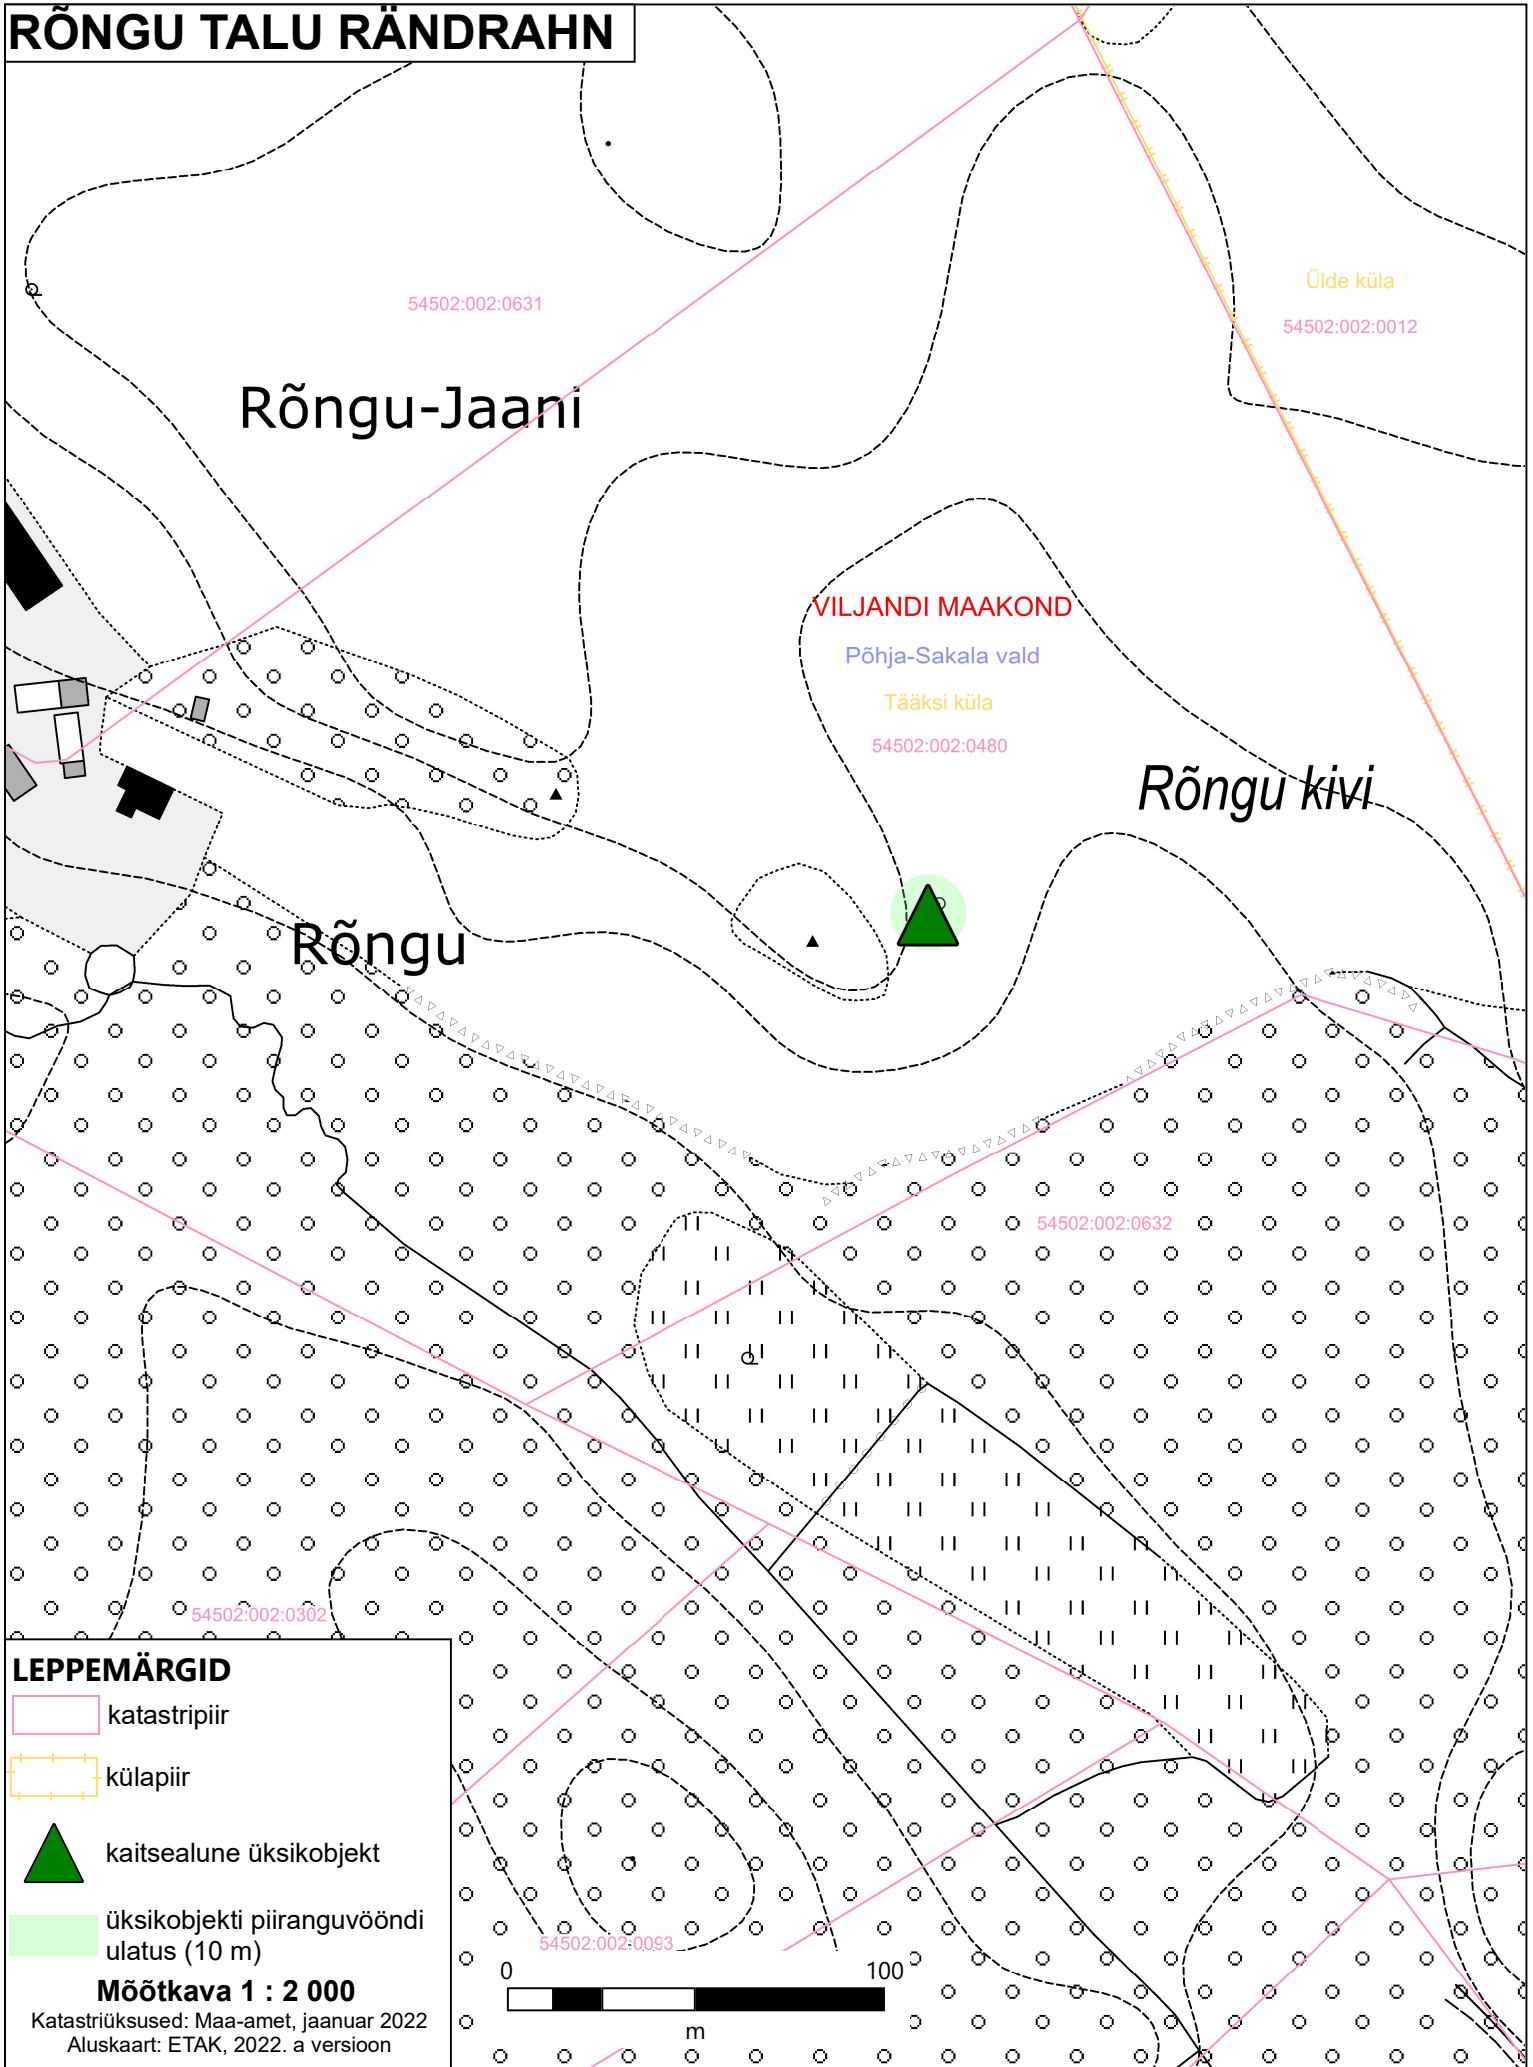 RÕNGU TALU RÄNDRAHN
Ülde küla
54502:002:0631
54502:002:0012
Rõngu-Jaani
VILJANDI MAAKOND
Põhja-Sakala vald
Tääksi küla
54502:002:0480
Rõngu kivi
Rõngu
54502:002:0632
54502:002:0302
LEPPEMÄRGID
katastripiir
külapiir
kaitsealune üksikobjekt
üksikobjekti piiranguvööndi
ulatus (10 m)
Mõõtkava 1 : 2 000
Katastriüksused: Maa-amet, jaanuar 2022
Aluskaart: ETAK, 2022. a versioon
54502:002:0093
0 100
m